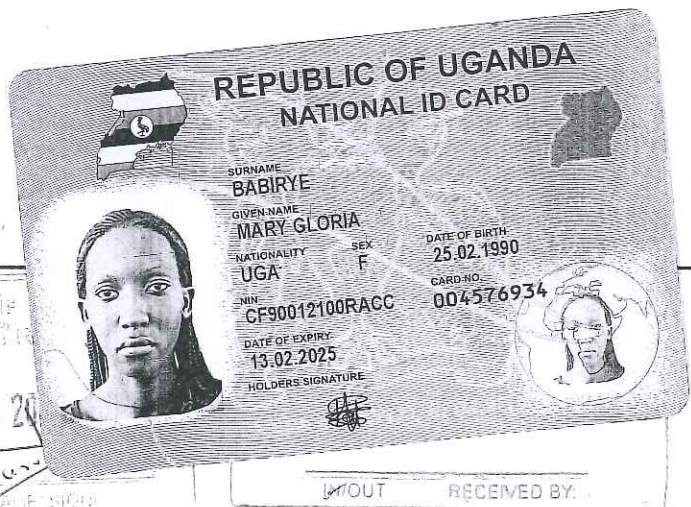 REPUBLIC OF UGANDA
NATIONAL ID CARD
SURNAME
BABIRYE
GIVEN NAME
MARY GLORIA
NATIONALITY SEX DATE OF BIRTH
UGA F 25.02.1990
NIN CARD NO.
CF90012100RACC 004576934
DATE OF EXPIRY
13.02.2025
HOLDERS SIGNATURE
IN/OUT RECEIVED BY: